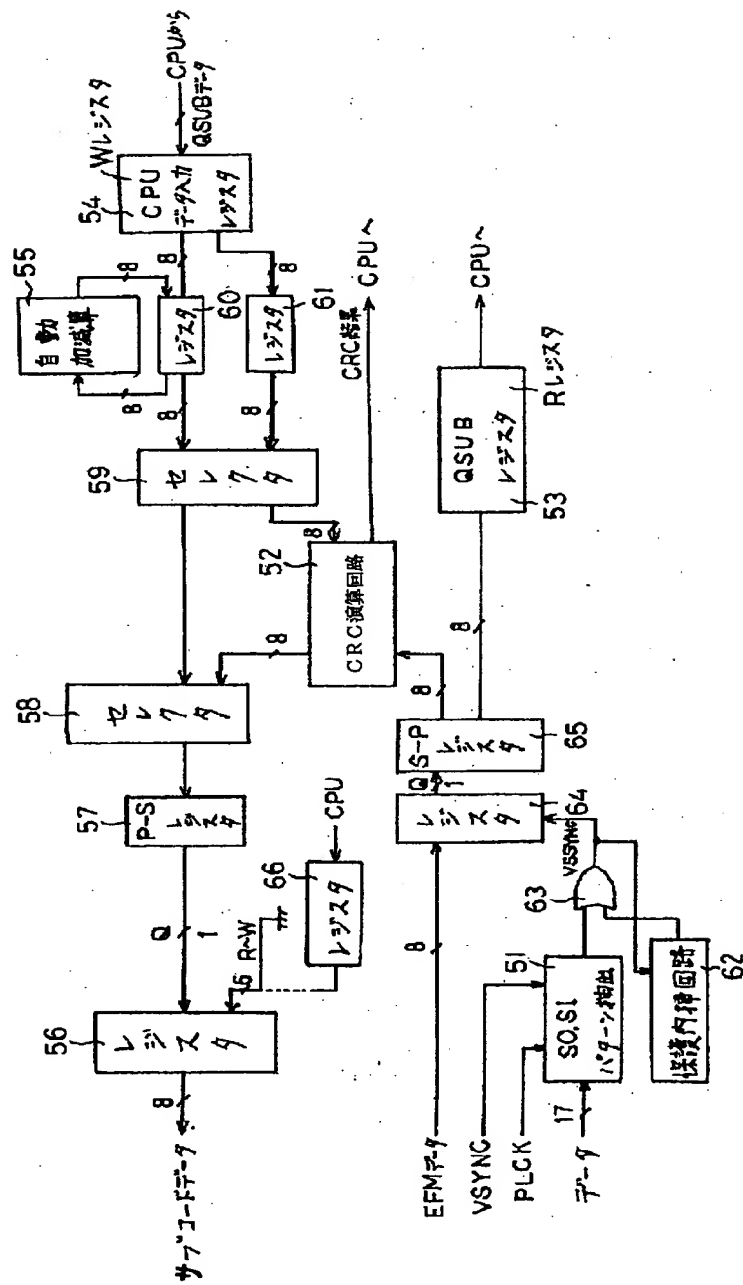 サブコードデータ
8
56
レジスタ
Q
1
6
R~W
57
P-S
レジスタ
66
レジスタ
CPU
58
セレクタ
8
59
セレクタ
8
52
CRC演算回路
8
CRC結果
CPUへ
55
自動
加減算
8
8
8
8
レジスタ
60
レジスタ
61
8
8
54
Wレジスタ
CPU
データ入力
レジスタ
CPUから
QSUBデータ
EFMデータ
8
VSYNC
PLCK
データ
17
51
S0,S1
パターン抽出
保護内挿回路
62
63
VSSYNC
レジスタ
64
Q
1
S-P
レジスタ
65
8
8
QSUB
レジスタ
53
Rレジスタ
CPUへ